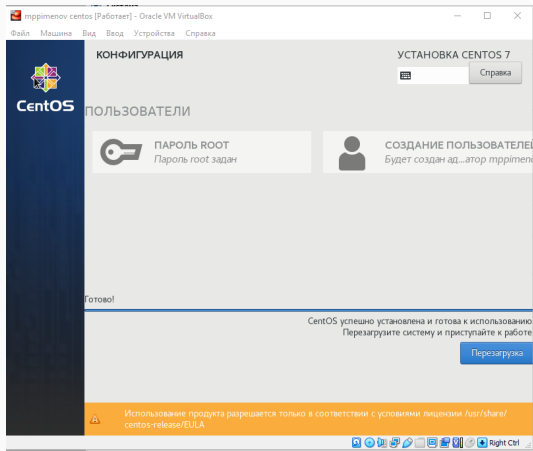 mppimenov centos [Работает] - Oracle VM VirtualBox
Файл Машина Вид Ввод Устройства Справка
КОНФИГУРАЦИЯ
УСТАНОВКА CENTOS 7
Справка
CentOS
ПОЛЬЗОВАТЕЛИ
ПАРОЛЬ ROOT
Пароль root задан
СОЗДАНИЕ ПОЛЬЗОВАТЕЛЕЙ
Будет создан ад...атор mppimeno
Готово!
CentOS успешно установлена и готова к использованию
Перезагрузите систему и приступайте к работе
Перезагрузка
Использование продукта разрешается только в соответствии с условиями лицензии /usr/share/
centos-release/EULA
Right Ctrl